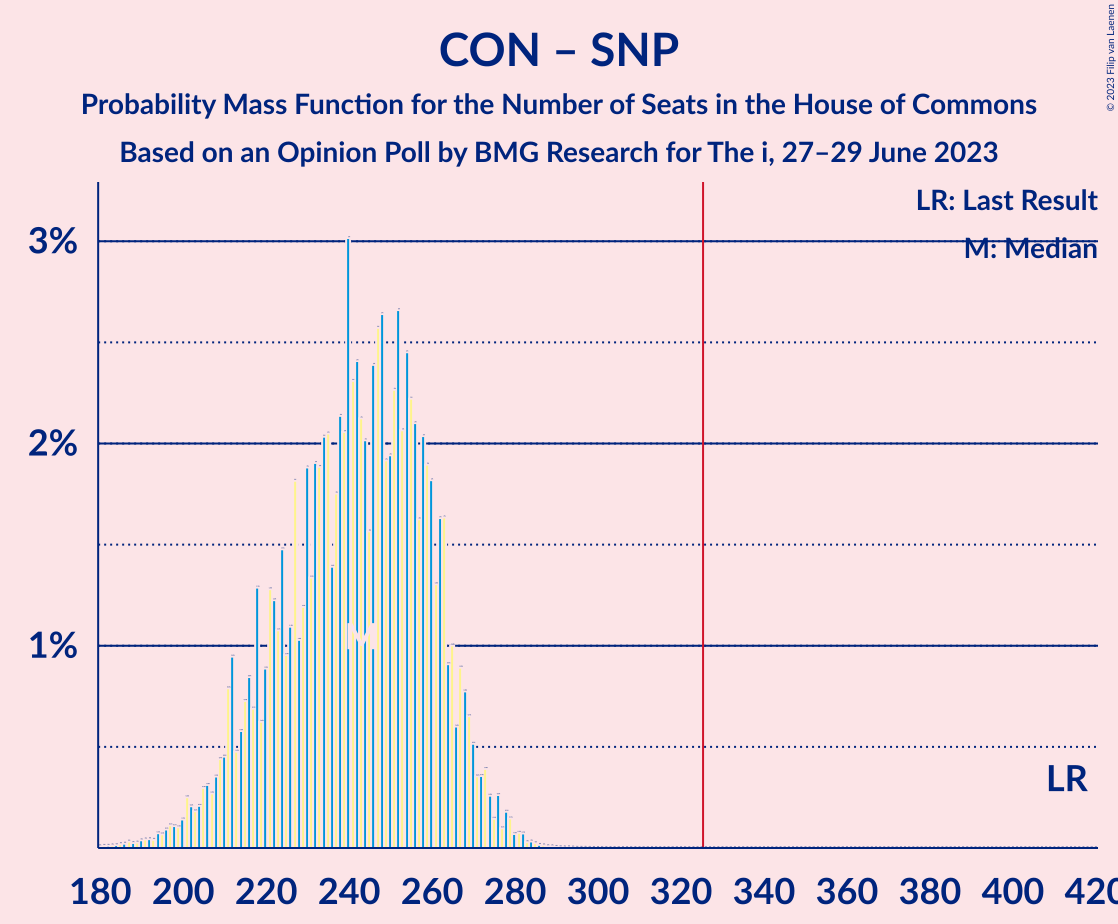 CON – SNP
Probability Mass Function for the Number of Seats in the House of Commons
Based on an Opinion Poll by BMG Research for The i, 27–29 June 2023
© 2023 Filip van Laenen
LR: Last Result
M: Median
3%
2%
1%
M
LR
180 200 220 240 260 280 300 320 340 360 380 400 420